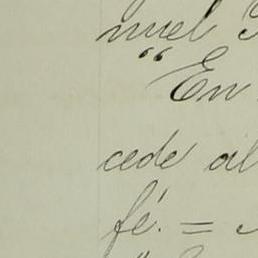 nuel
" En
cede al
fé. =